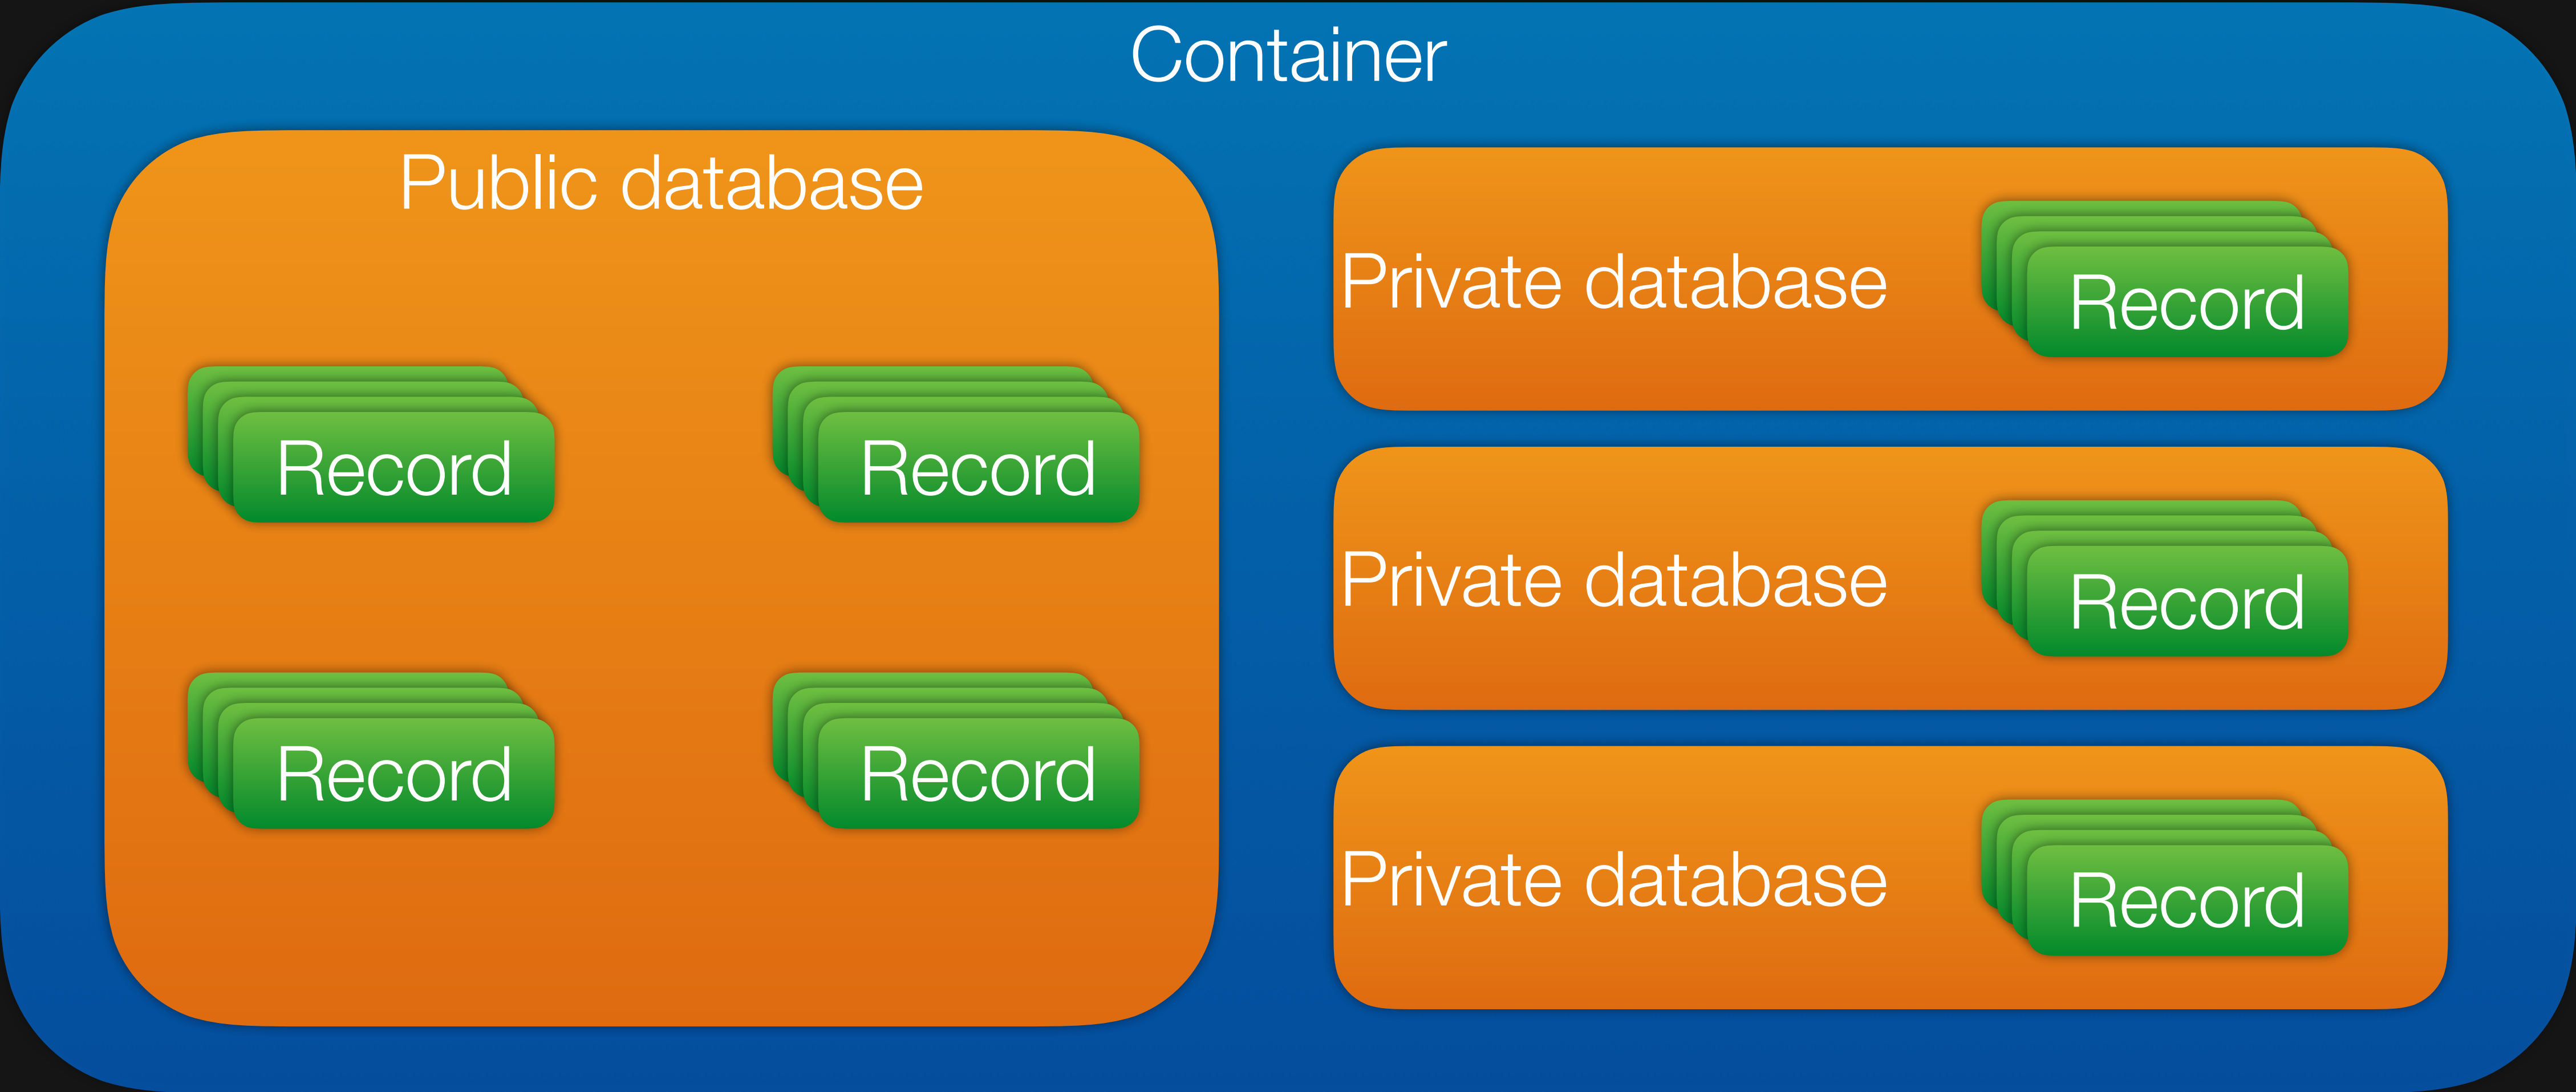 Container
Public database
Record
Record
Record
Record
Private database
Record
Private database
Record
Private database
Record